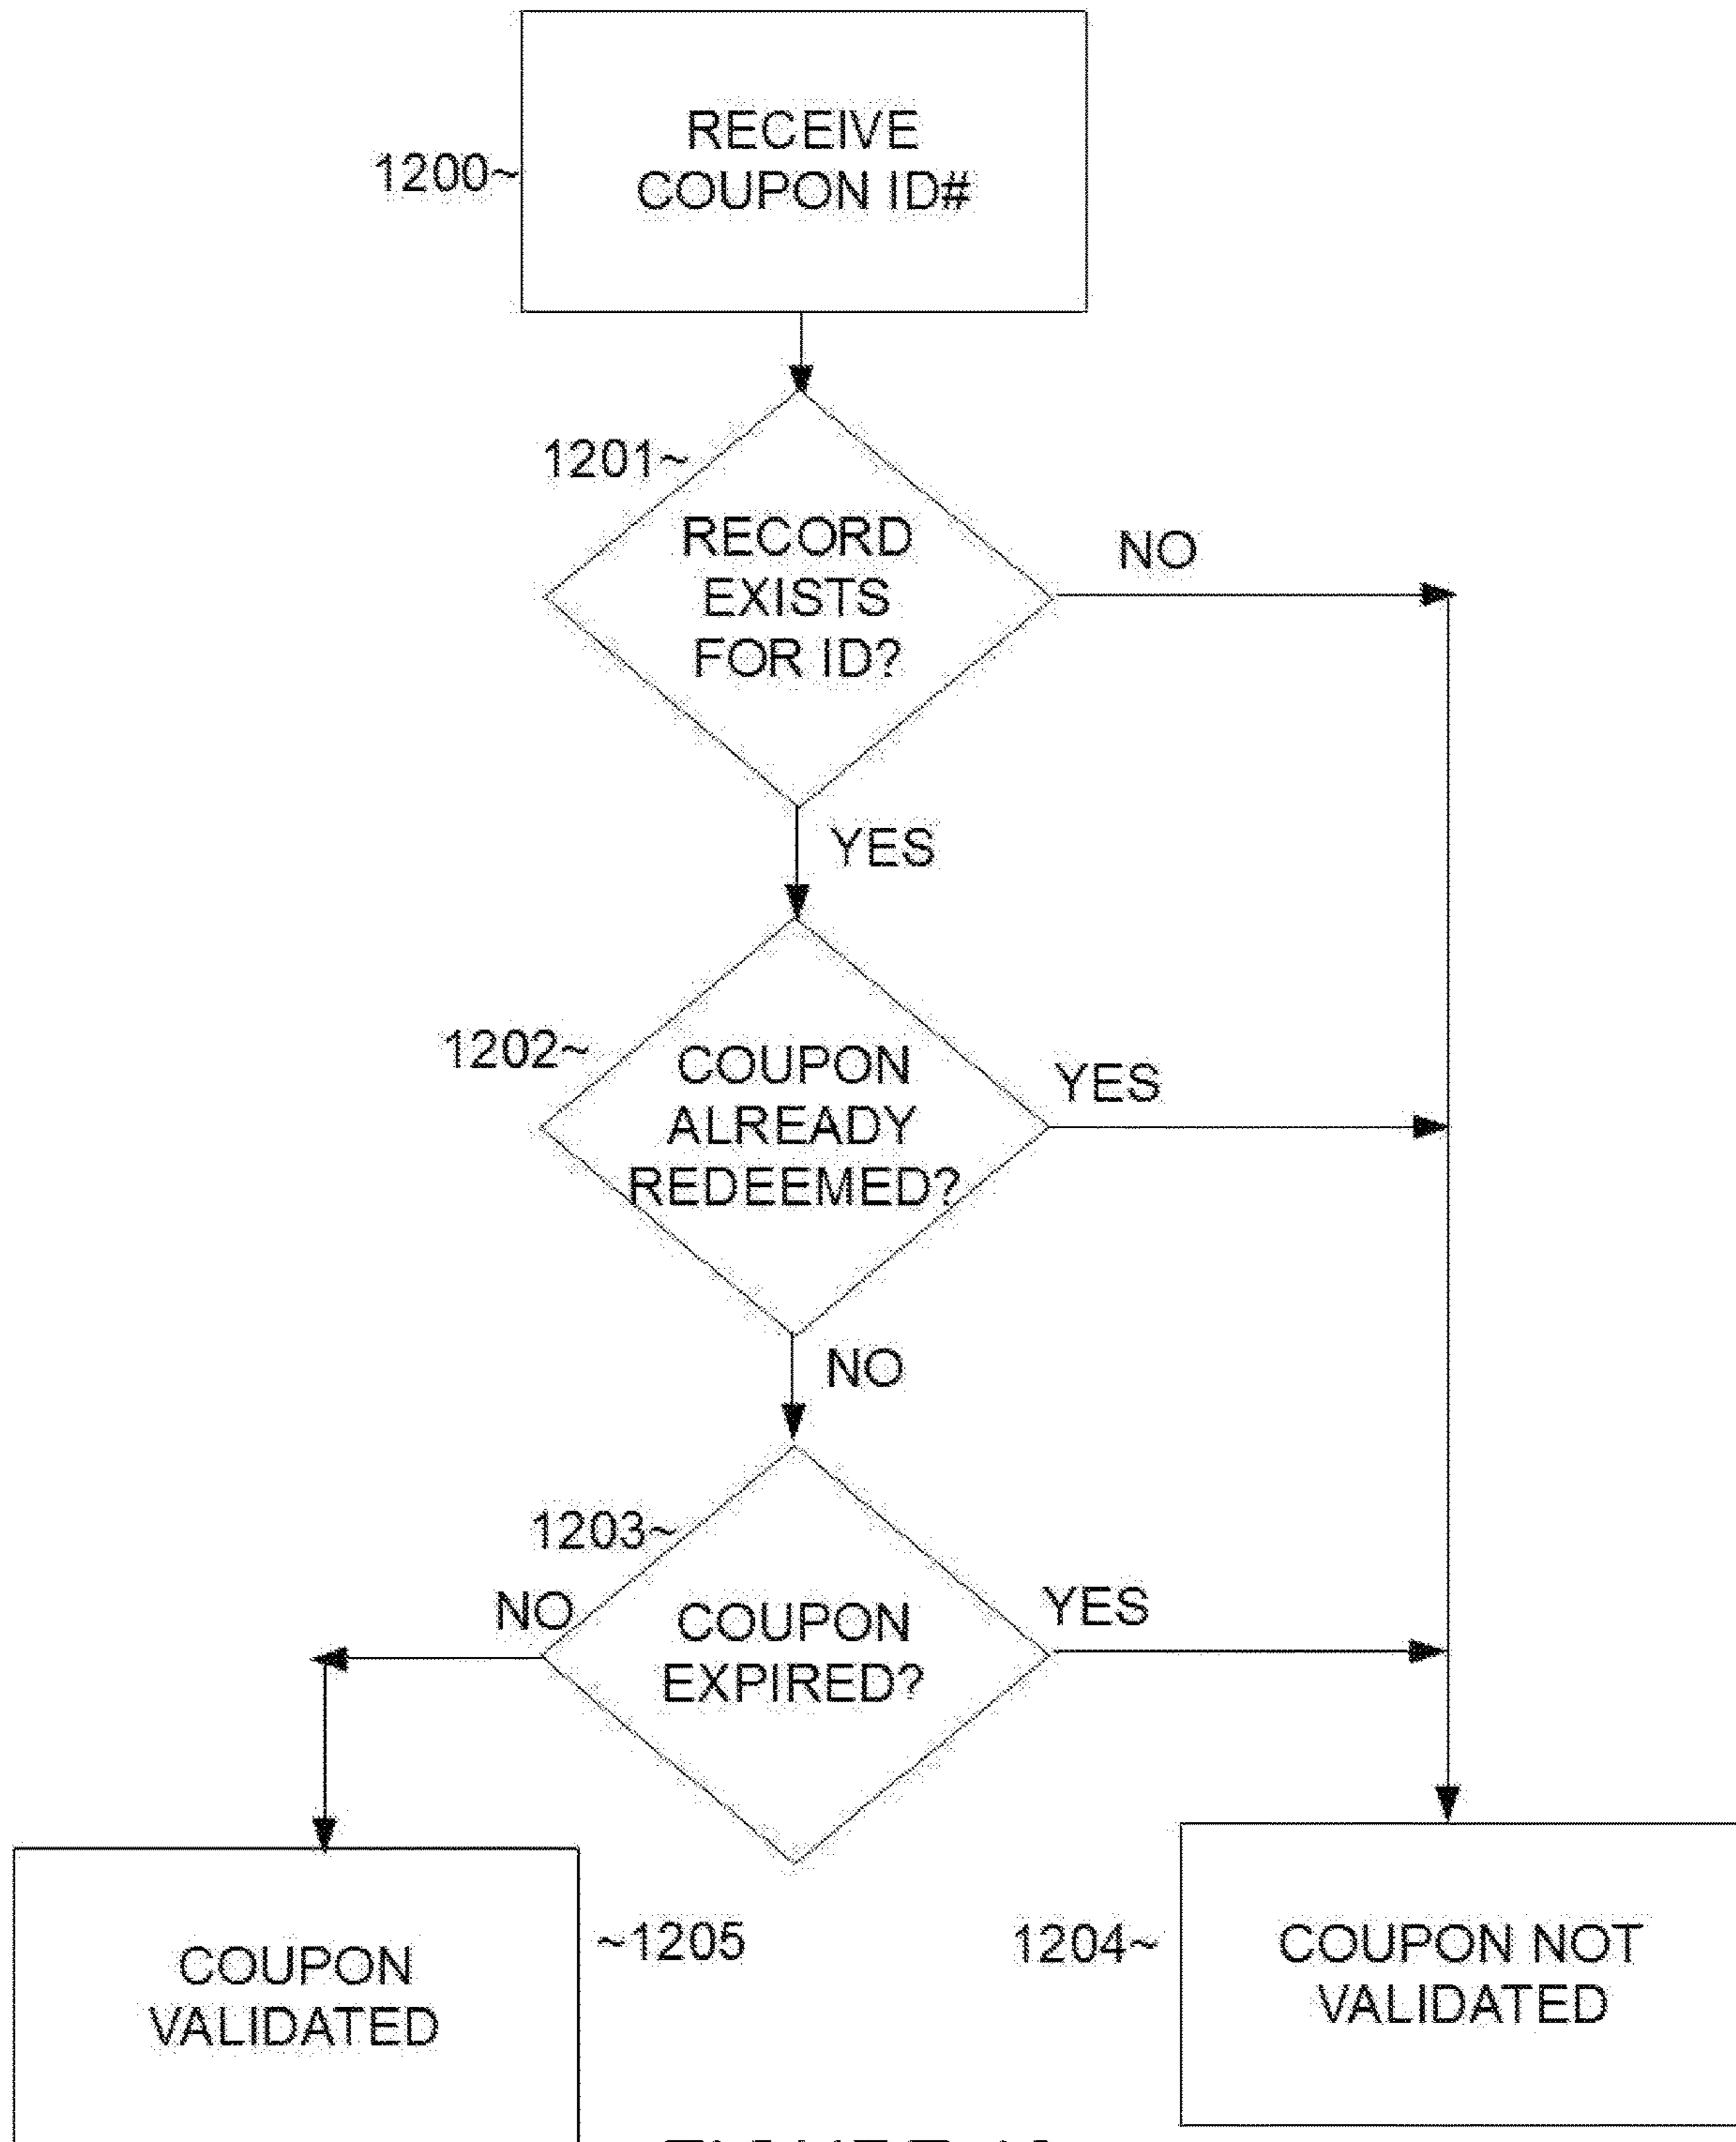 RECEIVE
COUPON ID#
1200~
1201~
RECORD
EXISTS
FOR ID?
NO
YES
1202~
COUPON
ALREADY
REDEEMED?
YES
NO
1203~
NO
COUPON
EXPIRED?
YES
COUPON
VALIDATED
~1205
1204~
COUPON NOT
VALIDATED